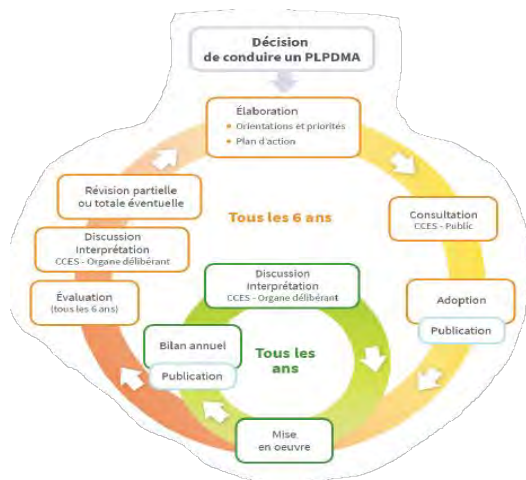 Décision
de conduire un PLPDMA
Élaboration
• Orientations et priorités
• Plan d'action
Révision partielle
ou totale éventuelle
Tous les 6 ans
Consultation
CCES - Public
Discussion
Interprétation
CCES - Organe délibérant
Discussion
Interprétation
CCES - Organe délibérant
Évaluation
(tous les 6 ans)
Adoption
Publication
Bilan annuel
Publication
Tous les
ans
Mise
en oeuvre